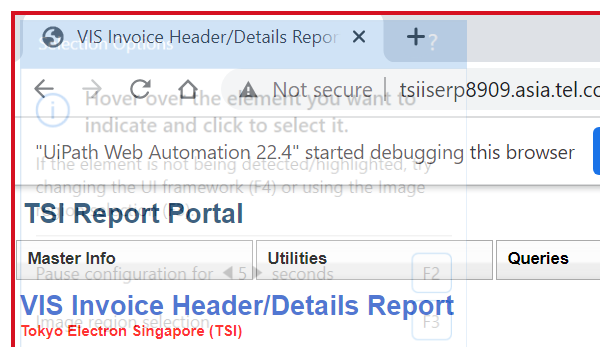 Selection Options
VIS Invoice Header/Details Repor
?
Not secure
tsiiserp8909.asia.tel.co
Hover over the element you want to
indicate and click to select it.
"UiPath Web Automation 22.4" started debugging this browser
If the element is not being detected/highlighted, try
changing the UI framework (F4) or using the Image
TSI Report Portal
Master Info
Utilities
Queries
Pause configuration for 5 seconds
F2
VIS Invoice Header/Details Report
Image region selection
F3
Tokyo Electron Singapore (TSI)